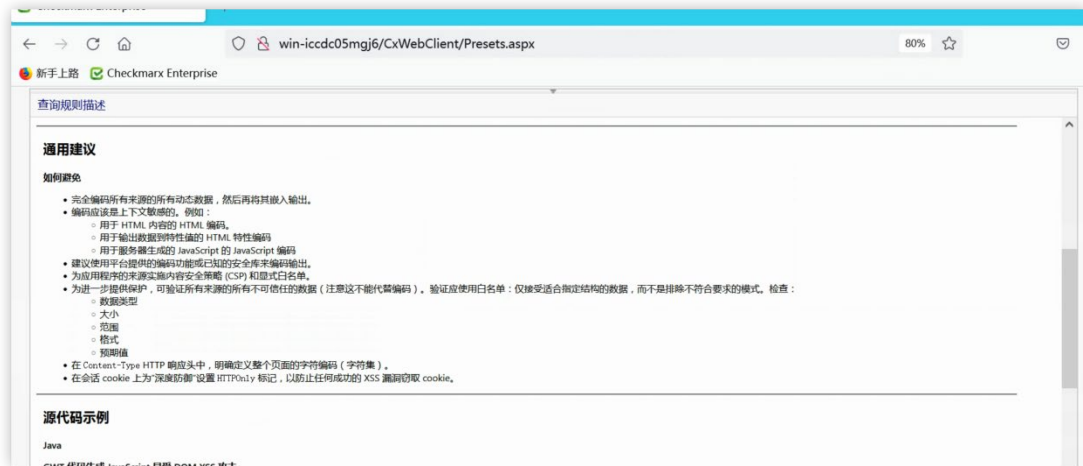 Checkmarx Enterprise
win-iccdc05mgj6/CxWebClient/Presets.aspx
80%
新手上路 Checkmarx Enterprise
查询规则描述
通用建议
如何避免
完全编码所有来源的所有动态数据，然后再将其嵌入输出。
编码应该是上下文敏感的。例如：
用于 HTML 内容的 HTML 编码。
用于输出数据到特性值的 HTML 特性编码
用于服务器生成的 JavaScript 的 JavaScript 编码
建议使用平台提供的编码功能或已知的安全库来编码输出。
为应用程序的来源实施内容安全策略 (CSP) 和显式白名单。
为进一步提供保护，可验证所有来源的所有不可信任的数据（注意这不能代替编码）。验证应使用白名单：仅接受适合指定结构的数据，而不是排除不符合要求的模式。检查：
数据类型
大小
范围
格式
预期值
在 Content-Type HTTP 响应头中，明确定义整个页面的字符编码（字符集）。
在会话 cookie 上为"深度防御"设置 HTTPOnly 标记，以防止任何成功的 XSS 漏洞窃取 cookie。
源代码示例
Java
GWT 代码生成 JavaScript 易受 DOM XSS 攻击